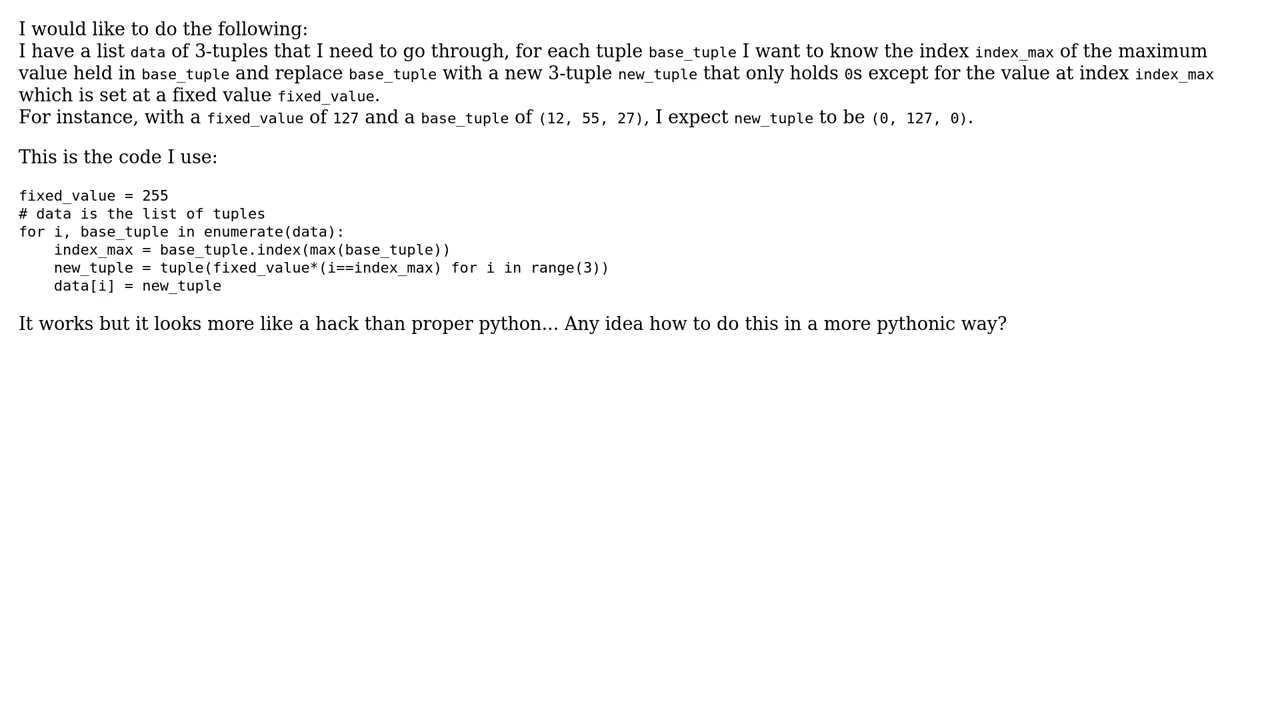 I would like to do the following:
I have a list data of 3-tuples that I need to go through, for each tuple base_tuple I want to know the index index_max of the maximum
value held in base_tuple and replace base_tuple with a new 3-tuple new_tuple that only holds 0s except for the value at index index_max
which is set at a fixed value fixed_value.
For instance, with a fixed_value of 127 and a base_tuple of (12, 55, 27), I expect new_tuple to be (0, 127, 0).
This is the code I use:
fixed_value = 255
# data is the list of tuples
for i, base_tuple in enumerate(data):
    index_max = base_tuple.index(max(base_tuple))
    new_tuple = tuple(fixed_value*(i==index_max) for i in range(3))
    data[i] = new_tuple
It works but it looks more like a hack than proper python... Any idea how to do this in a more pythonic way?